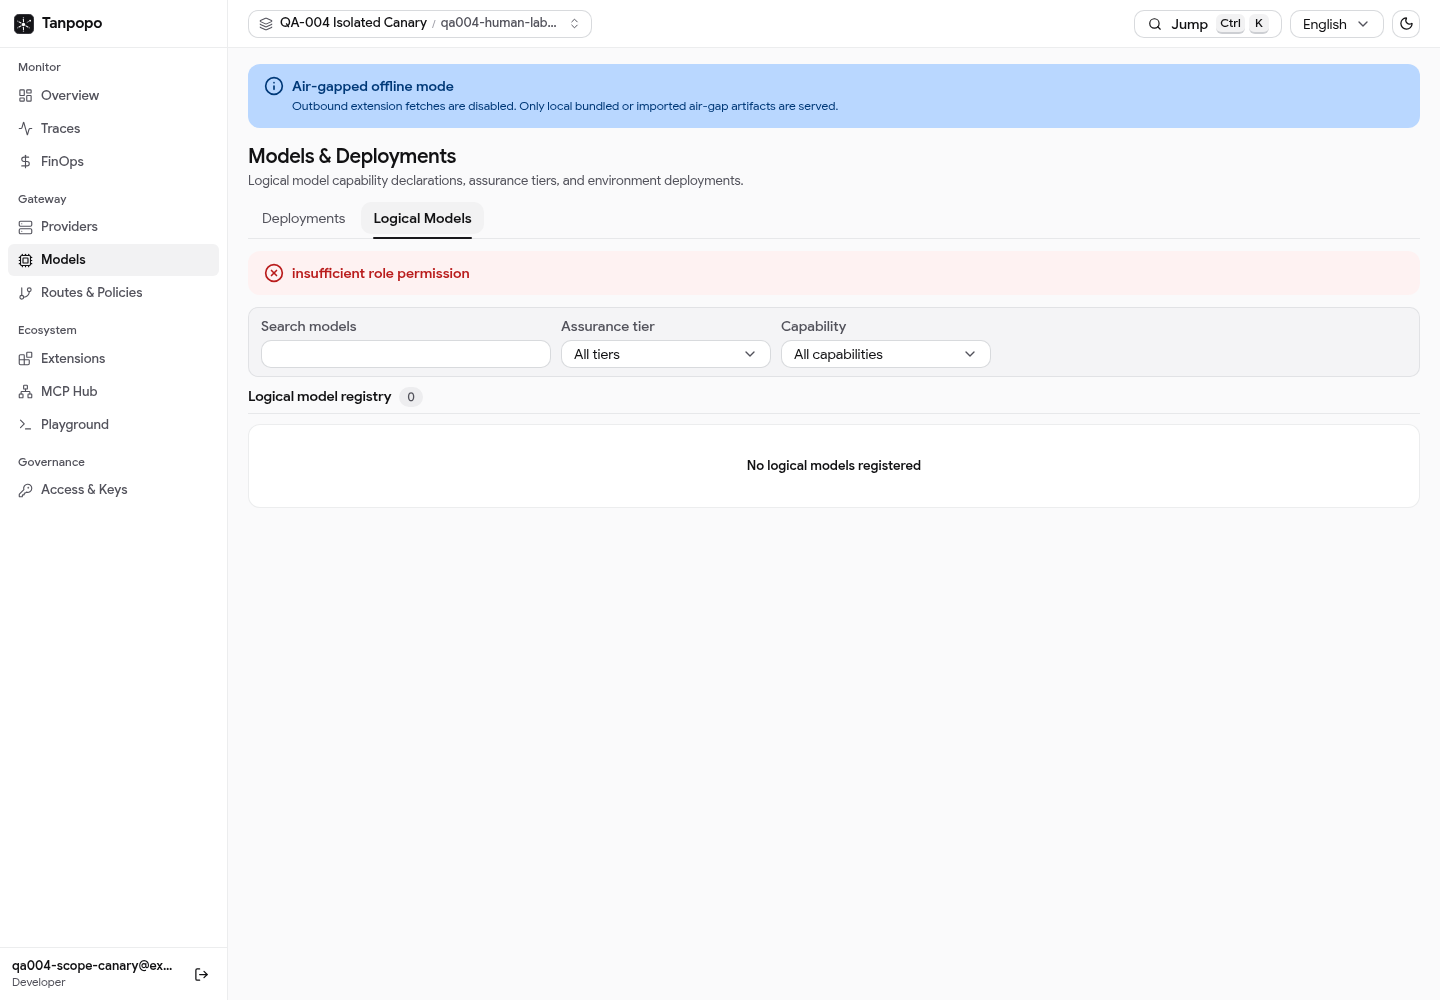 Tanpopo
QA-004 Isolated Canary / qa004-human-lab...
Jump Ctrl K
English
Monitor
Overview
Traces
FinOps
Gateway
Providers
Models
Routes & Policies
Ecosystem
Extensions
MCP Hub
Playground
Governance
Access & Keys
qa004-scope-canary@ex...
Developer
Air-gapped offline mode
Outbound extension fetches are disabled. Only local bundled or imported air-gap artifacts are served.
Models & Deployments
Logical model capability declarations, assurance tiers, and environment deployments.
Deployments Logical Models
insufficient role permission
Search models Assurance tier Capability
All tiers All capabilities
Logical model registry 0
No logical models registered